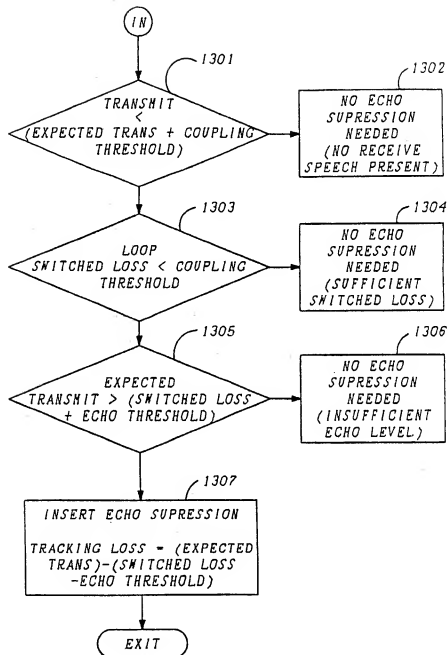 IN
1301
TRANSMIT
<
(EXPECTED TRANS + COUPLING
THRESHOLD)
1302
NO ECHO
SUPRESSION
NEEDED
(NO RECEIVE
SPEECH PRESENT)
1303
LOOP
SWITCHED LOSS < COUPLING
THRESHOLD
1304
NO ECHO
SUPRESSION
NEEDED
(SUFFICIENT
SWITCHED LOSS)
1305
EXPECTED
TRANSMIT > (SWITCHED LOSS
+ ECHO THRESHOLD)
1306
NO ECHO
SUPRESSION
NEEDED
(INSUFFICIENT
ECHO LEVEL)
1307
INSERT ECHO SUPRESSION
TRACKING LOSS = (EXPECTED
TRANS)-(SWITCHED LOSS
-ECHO THRESHOLD)
EXIT